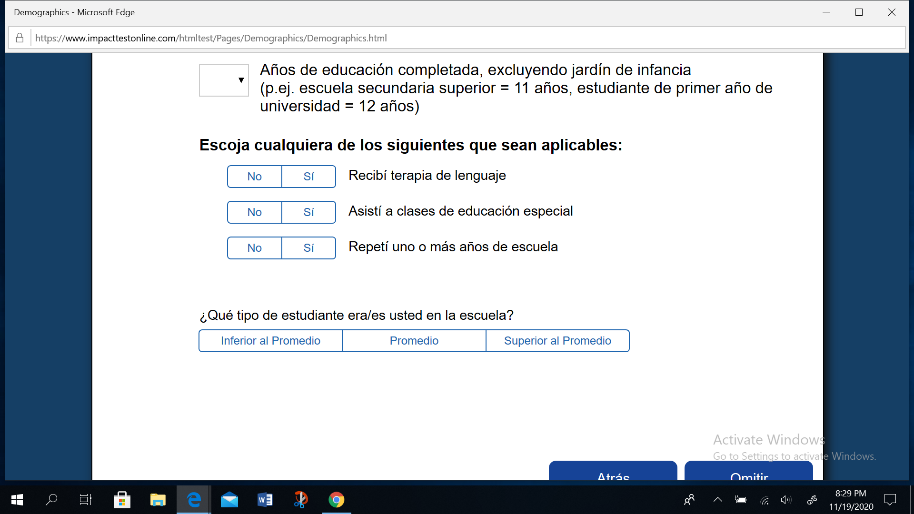 Demographics - Microsoft Edge
https://www.impacttestonline.com/htmltest/Pages/Demographics/Demographics.html
Años de educación completada, excluyendo jardín de infancia
(p.ej. escuela secundaria superior = 11 años, estudiante de primer año de
universidad = 12 años)
Escoja cualquiera de los siguientes que sean aplicables:
No Sí Recibí terapia de lenguaje
No Sí Asistí a clases de educación especial
No Sí Repetí uno o más años de escuela
¿Qué tipo de estudiante era/es usted en la escuela?
Inferior al Promedio Promedio Superior al Promedio
Activate Windows
Go to Settings to activate Windows.
Atrás Omitir
8:29 PM
11/19/2020